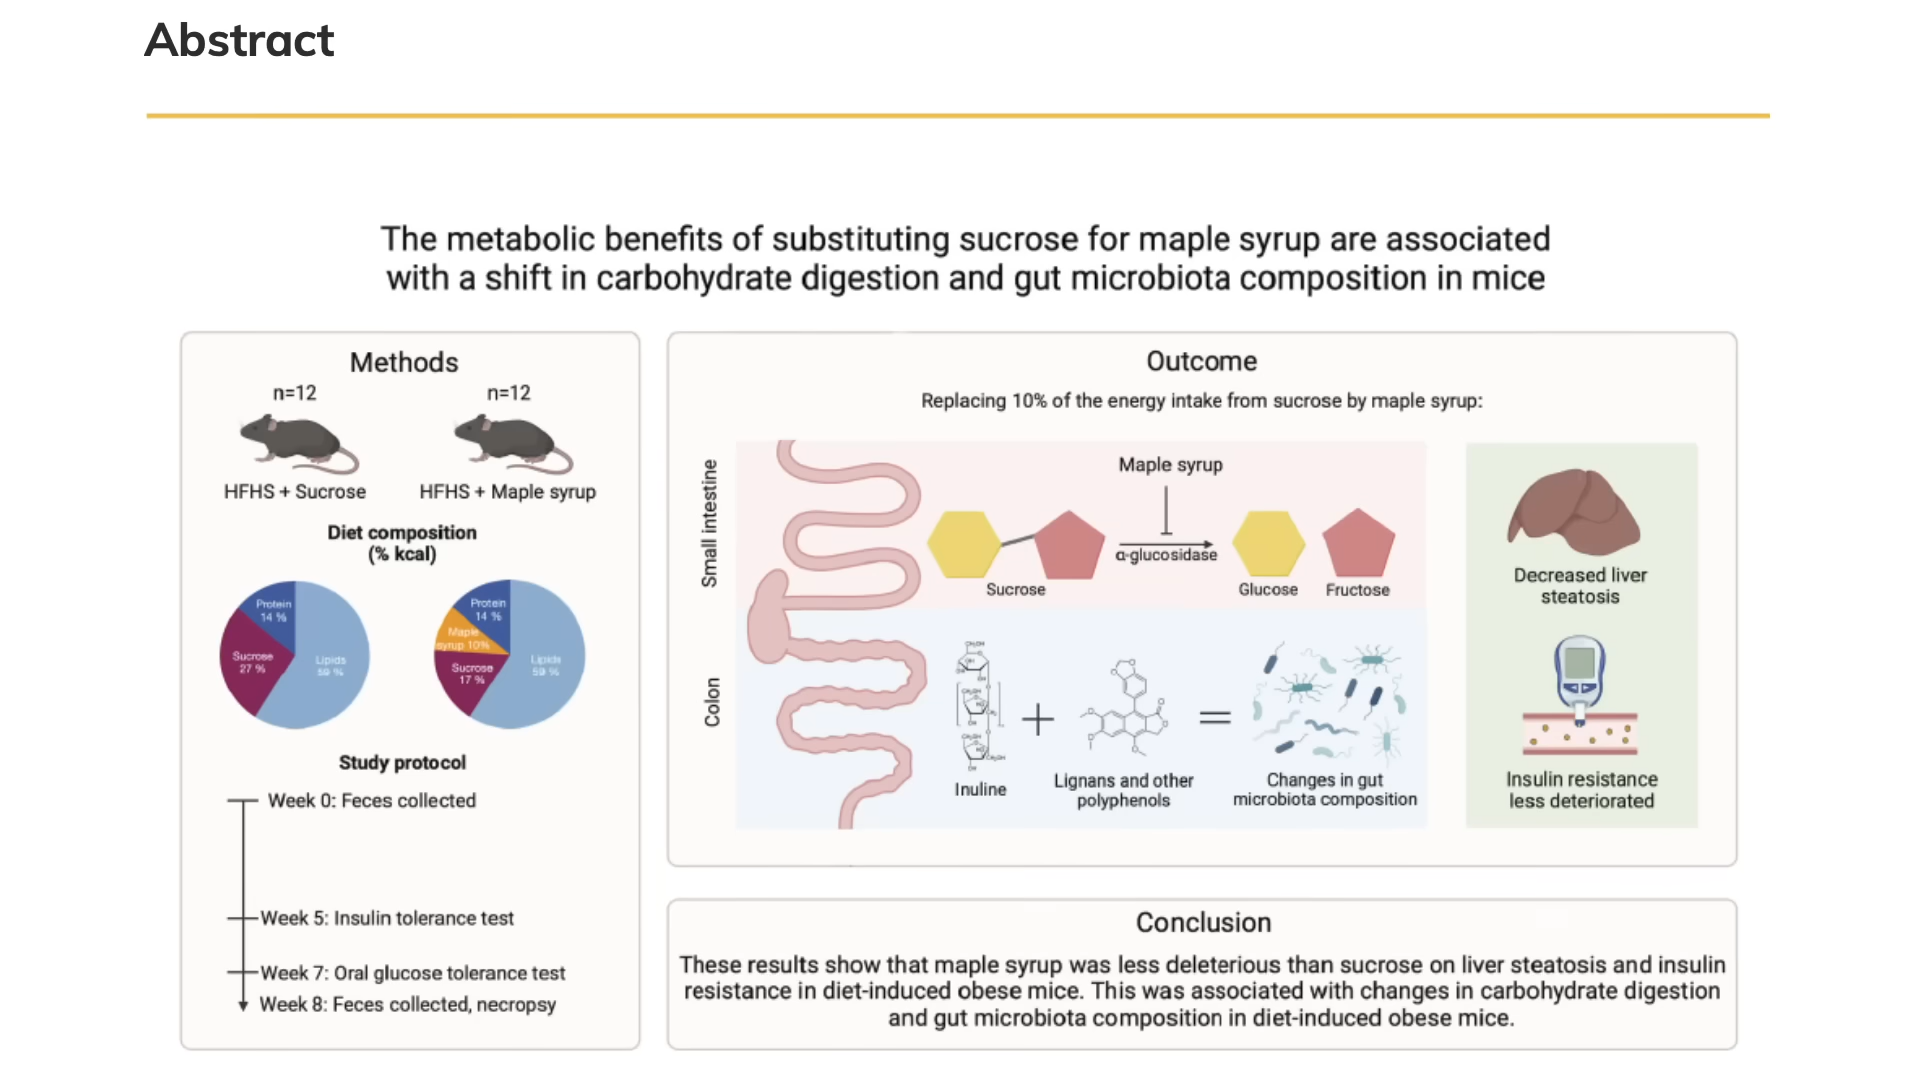 Abstract
The metabolic benefits of substituting sucrose for maple syrup are associated
with a shift in carbohydrate digestion and gut microbiota composition in mice
Methods
n=12
n=12
HFHS + Sucrose
HFHS + Maple syrup
Diet composition
(% kcal)
Protein
14 %
Sucrose
27 %
Lipids
59 %
Protein
14 %
Maple
syrup 10%
Sucrose
17 %
Lipids
59 %
Study protocol
Week 0: Feces collected
Week 5: Insulin tolerance test
Week 7: Oral glucose tolerance test
Week 8: Feces collected, necropsy
Outcome
Replacing 10% of the energy intake from sucrose by maple syrup:
Small intestine
Maple syrup
α-glucosidase
Sucrose
Glucose
Fructose
Colon
Inuline
+
Lignans and other
polyphenols
=
Changes in gut
microbiota composition
Decreased liver
steatosis
Insulin resistance
less deteriorated
Conclusion
These results show that maple syrup was less deleterious than sucrose on liver steatosis and insulin
resistance in diet-induced obese mice. This was associated with changes in carbohydrate digestion
and gut microbiota composition in diet-induced obese mice.